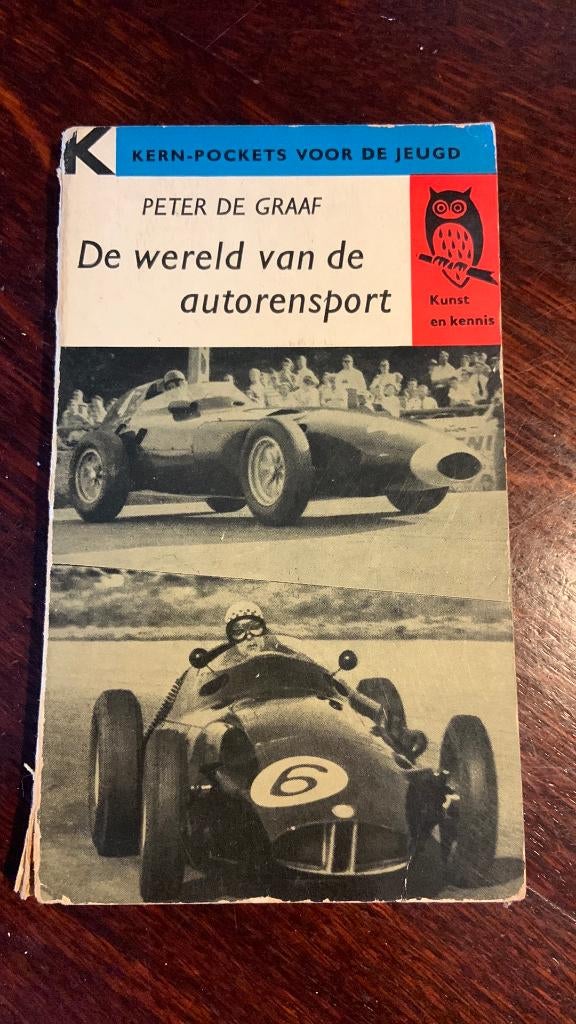 K
KERN-POCKETS VOOR DE JEUGD
PETER DE GRAAF
De wereld van de
autorensport
Kunst
en kennis
6